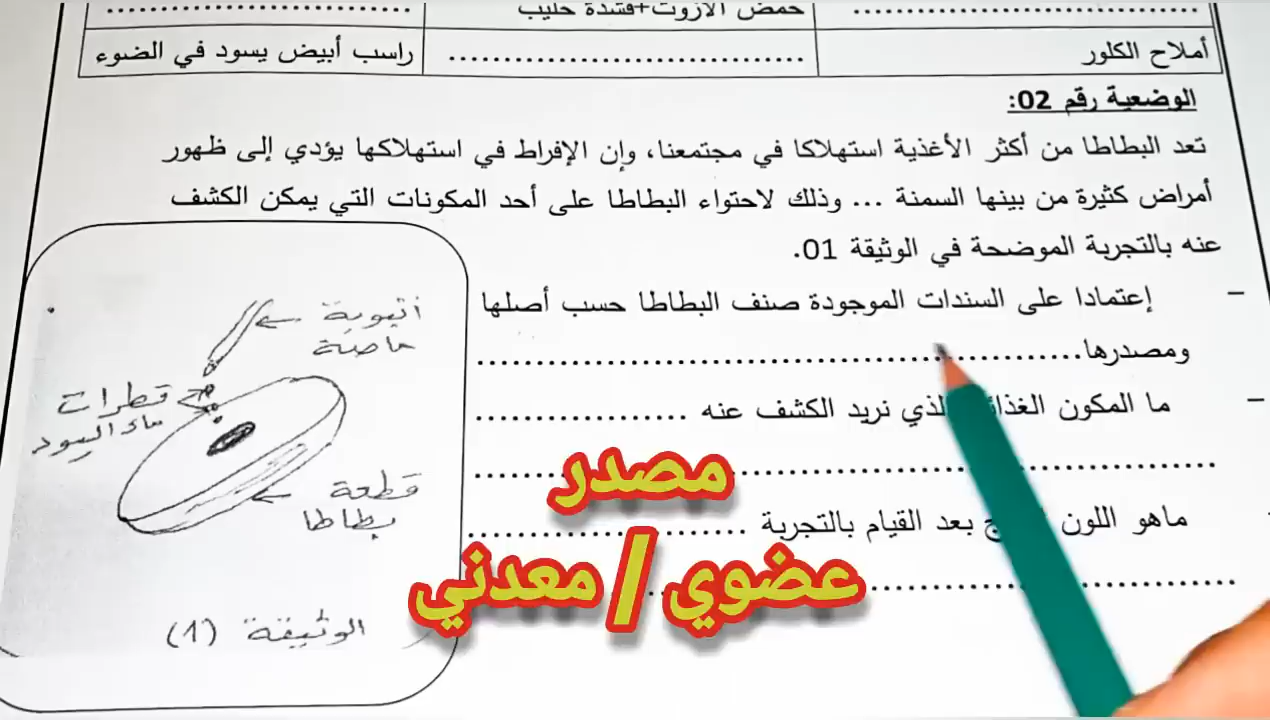 حمض الازوت+قشدة حليب
أملاح الكلور ................................ راسب أبيض يسود في الضوء
الوضعية رقم 02:
تعد البطاطا من أكثر الأغذية استهلاكا في مجتمعنا، وإن الإفراط في استهلاكها يؤدي إلى ظهور
أمراض كثيرة من بينها السمنة ... وذلك لاحتواء البطاطا على أحد المكونات التي يمكن الكشف
عنه بالتجربة الموضحة في الوثيقة 01.
– إعتمادا على السندات الموجودة صنف البطاطا حسب أصلها
ومصدرها................................
– ما المكون نريد الكشف عنه ....................
ماهو اللون بعد القيام بالتجربة ....................
انبوبة
ماصة
قطرات
ماء اليود
قطعة
بطاطا
الوثيقة (1)
مصدر
عضوي / معدني